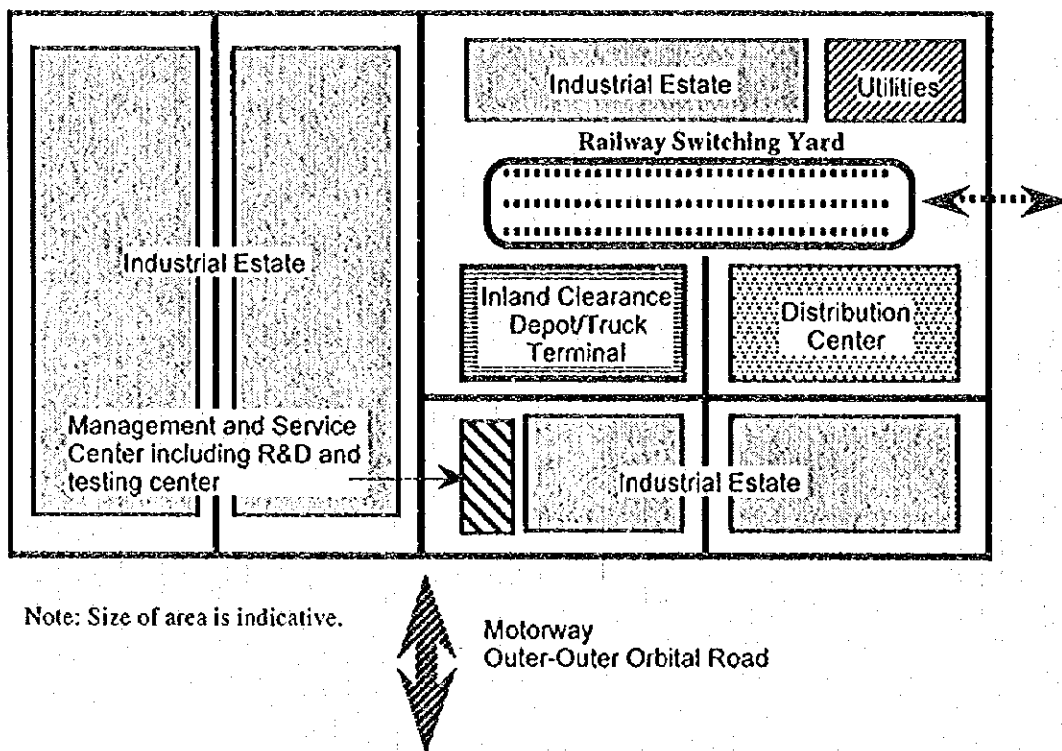 Industrial Estate
Utilities
Railway Switching Yard
Industrial Estate
Inland Clearance
Depot/Truck
Terminal
Distribution
Center
Management and Service
Center including R&D and
testing center
Industrial Estate
Note: Size of area is indicative.
Motorway
Outer-Outer Orbital Road